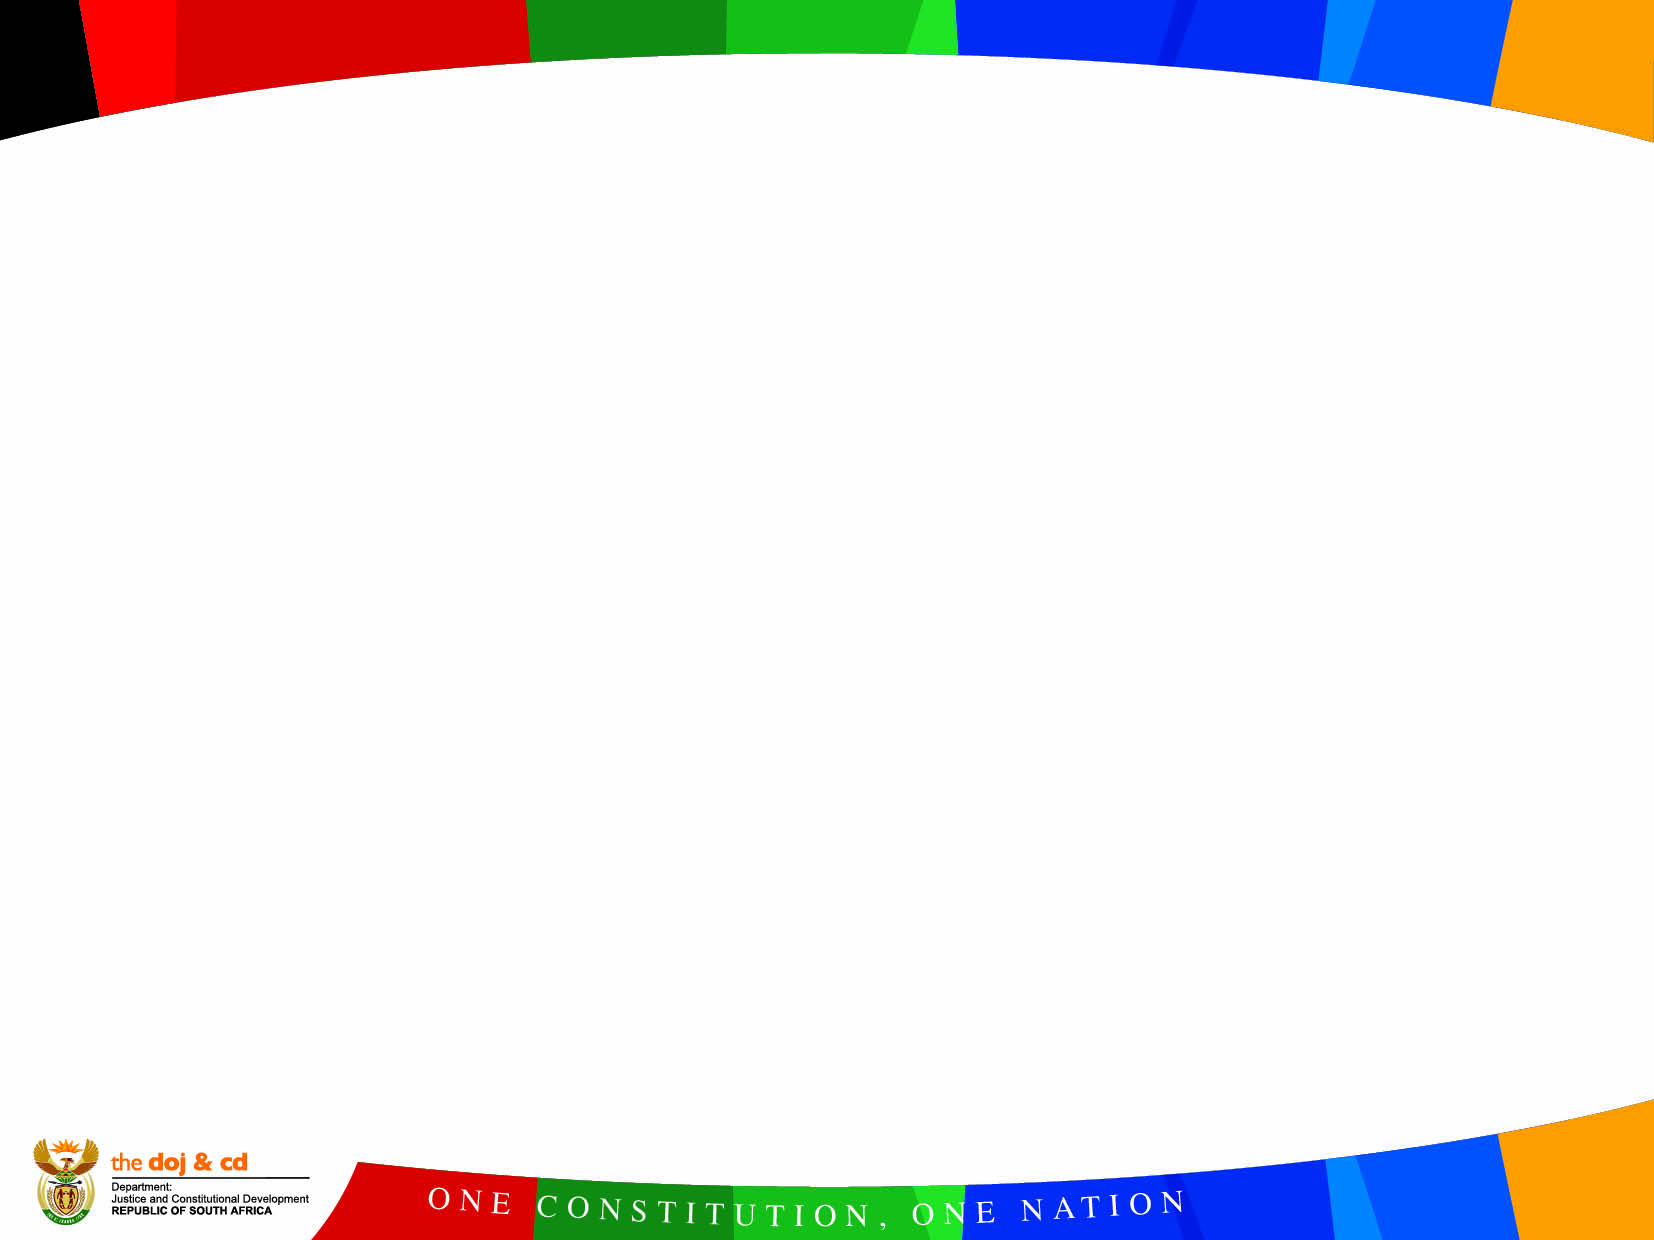 the doj & cd
Department:
Justice and Constitutional Development
REPUBLIC OF SOUTH AFRICA
ONE CONSTITUTION, ONE NATION